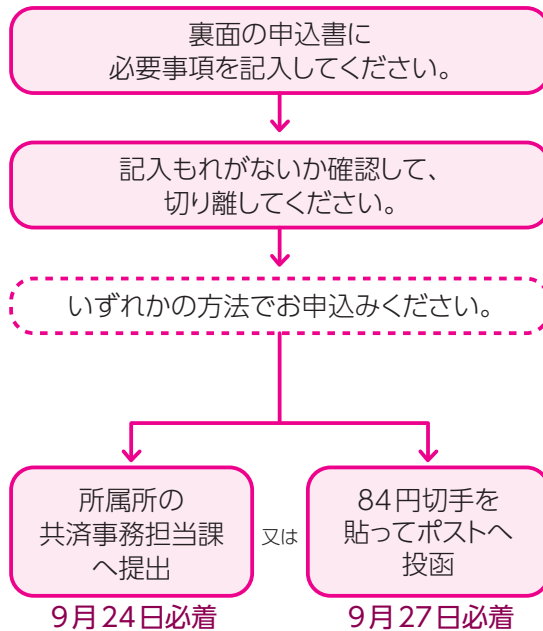 裏面の申込書に
必要事項を記入してください。
記入もれがないか確認して、
切り離してください。
いずれかの方法でお申込みください。
所属所の
共済事務担当課
へ提出
又は
84円切手を
貼ってポストへ
投函
9月24日必着
9月27日必着